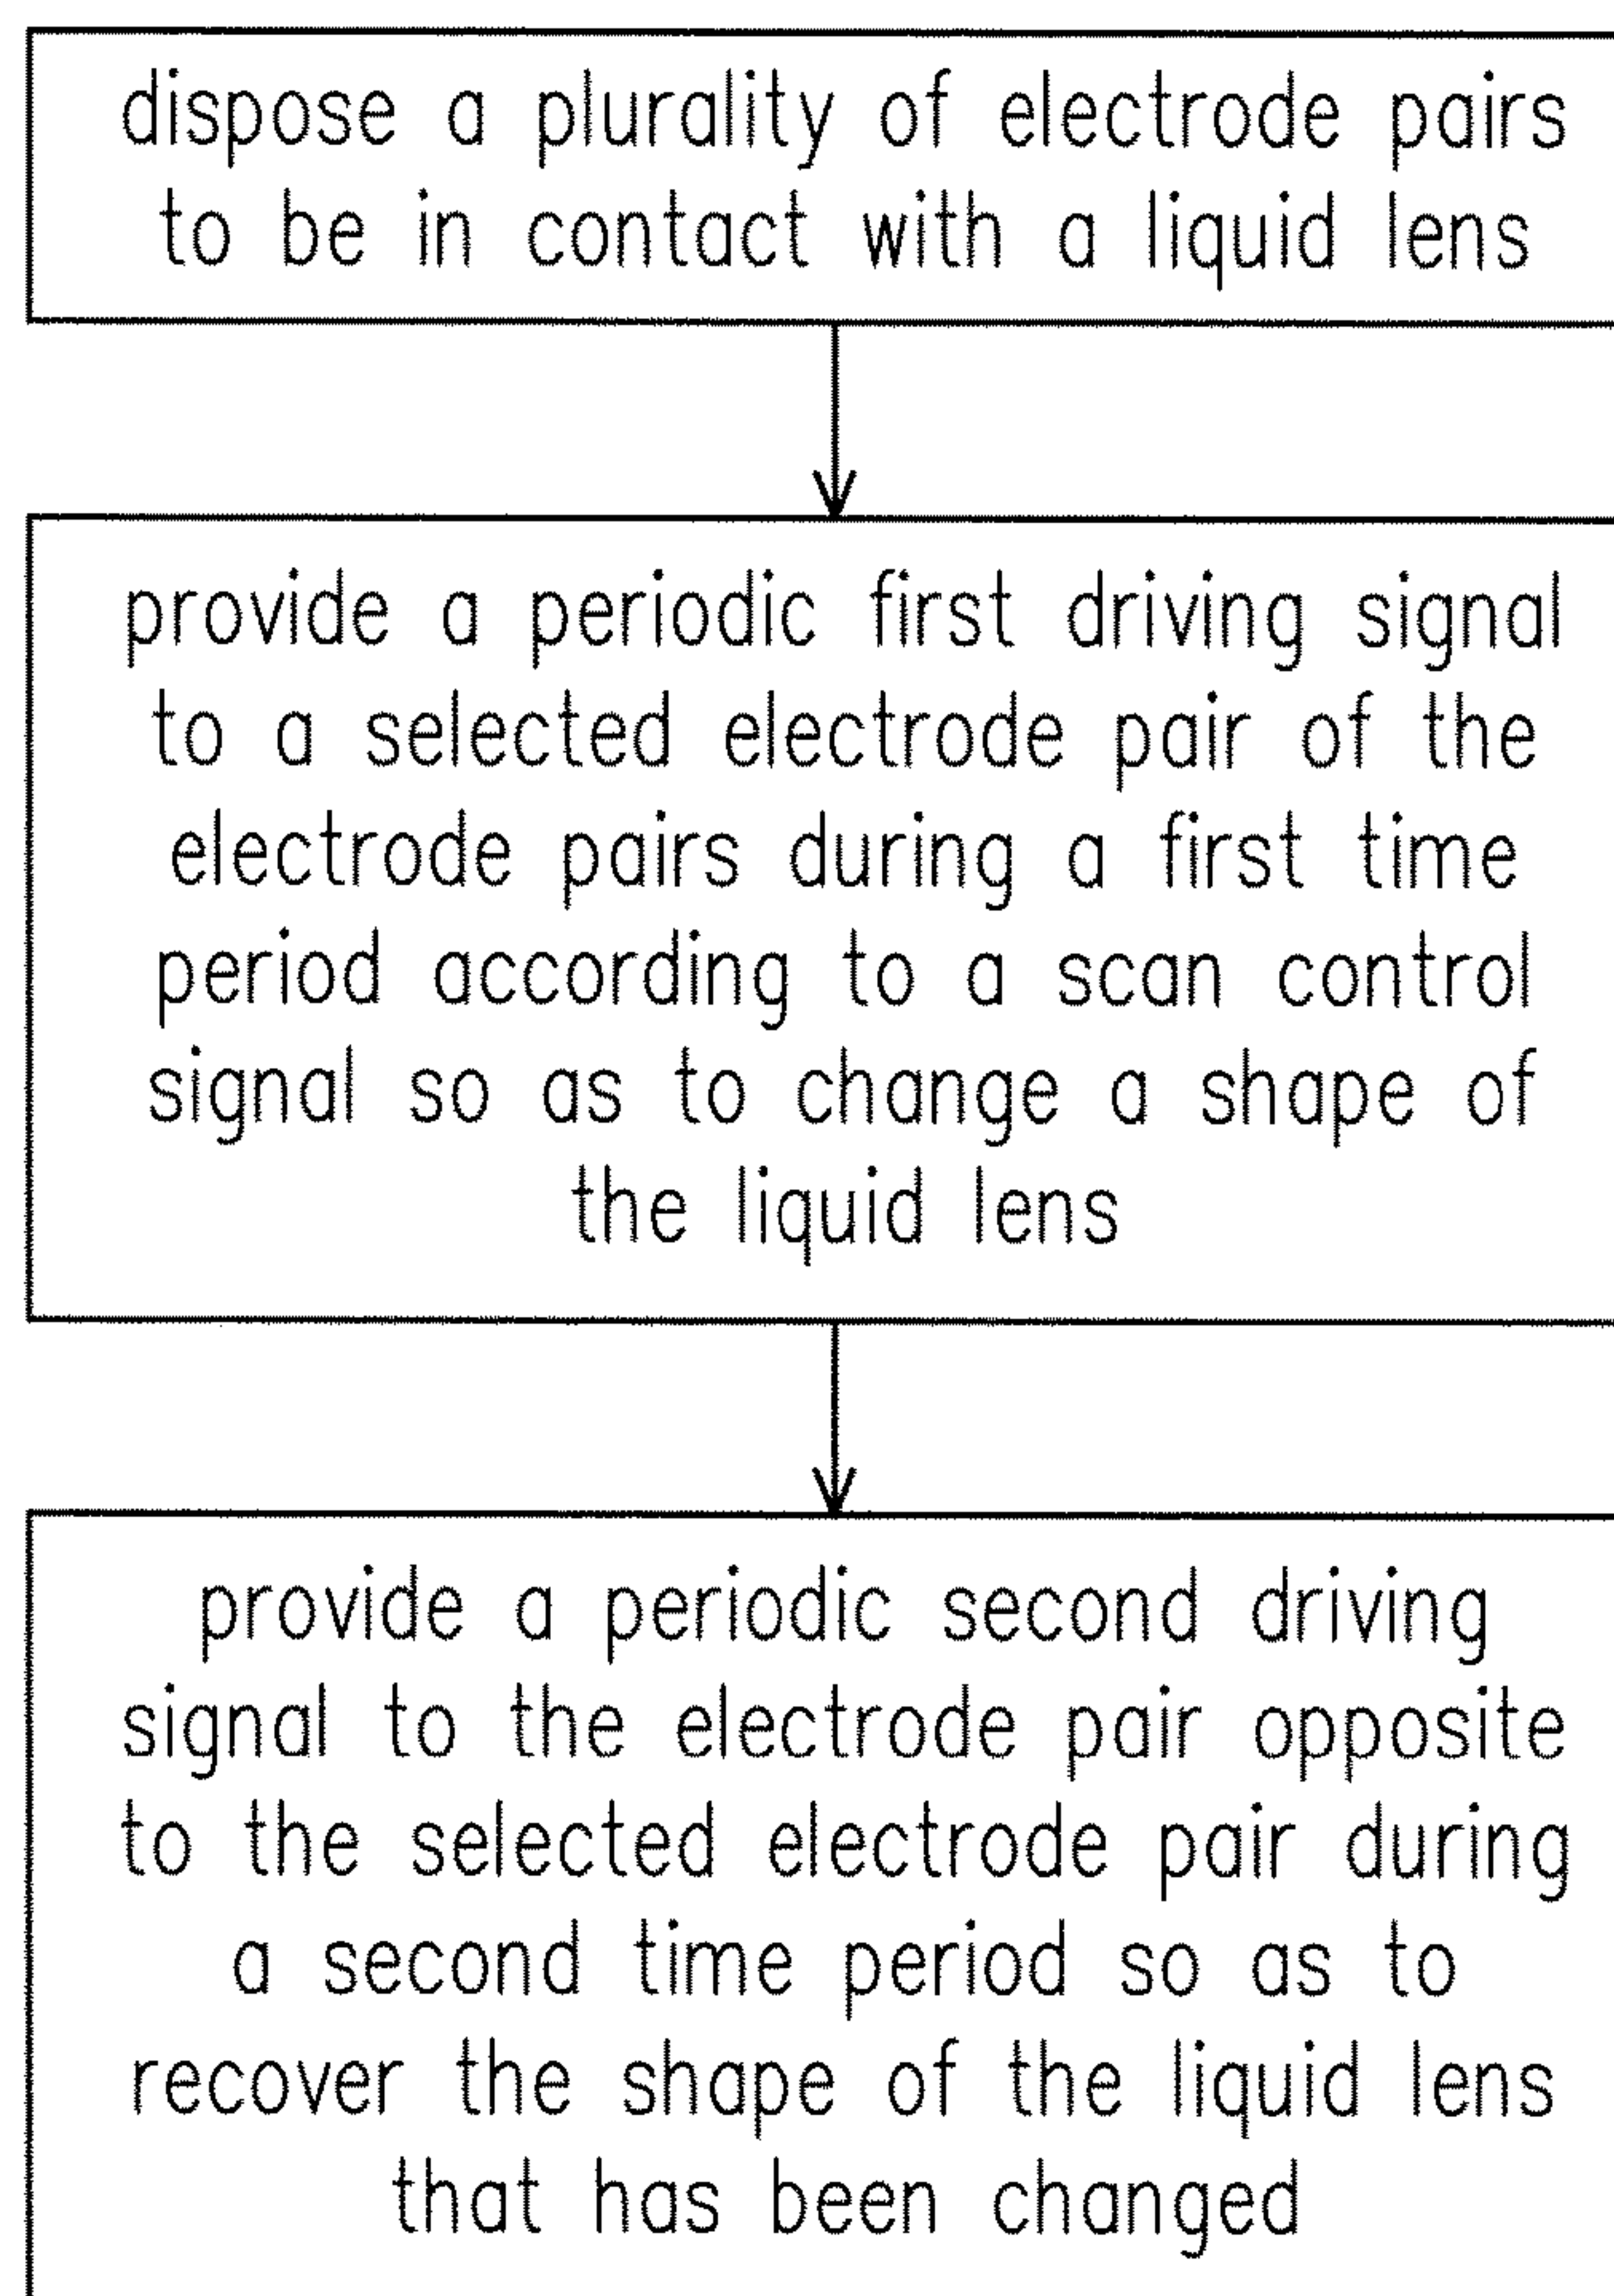 dispose a plurality of electrode pairs
to be in contact with a liquid lens
provide a periodic first driving signal
to a selected electrode pair of the
electrode pairs during a first time
period according to a scan control
signal so as to change a shape of
the liquid lens
provide a periodic second driving
signal to the electrode pair opposite
to the selected electrode pair during
a second time period so as to
recover the shape of the liquid lens
that has been changed